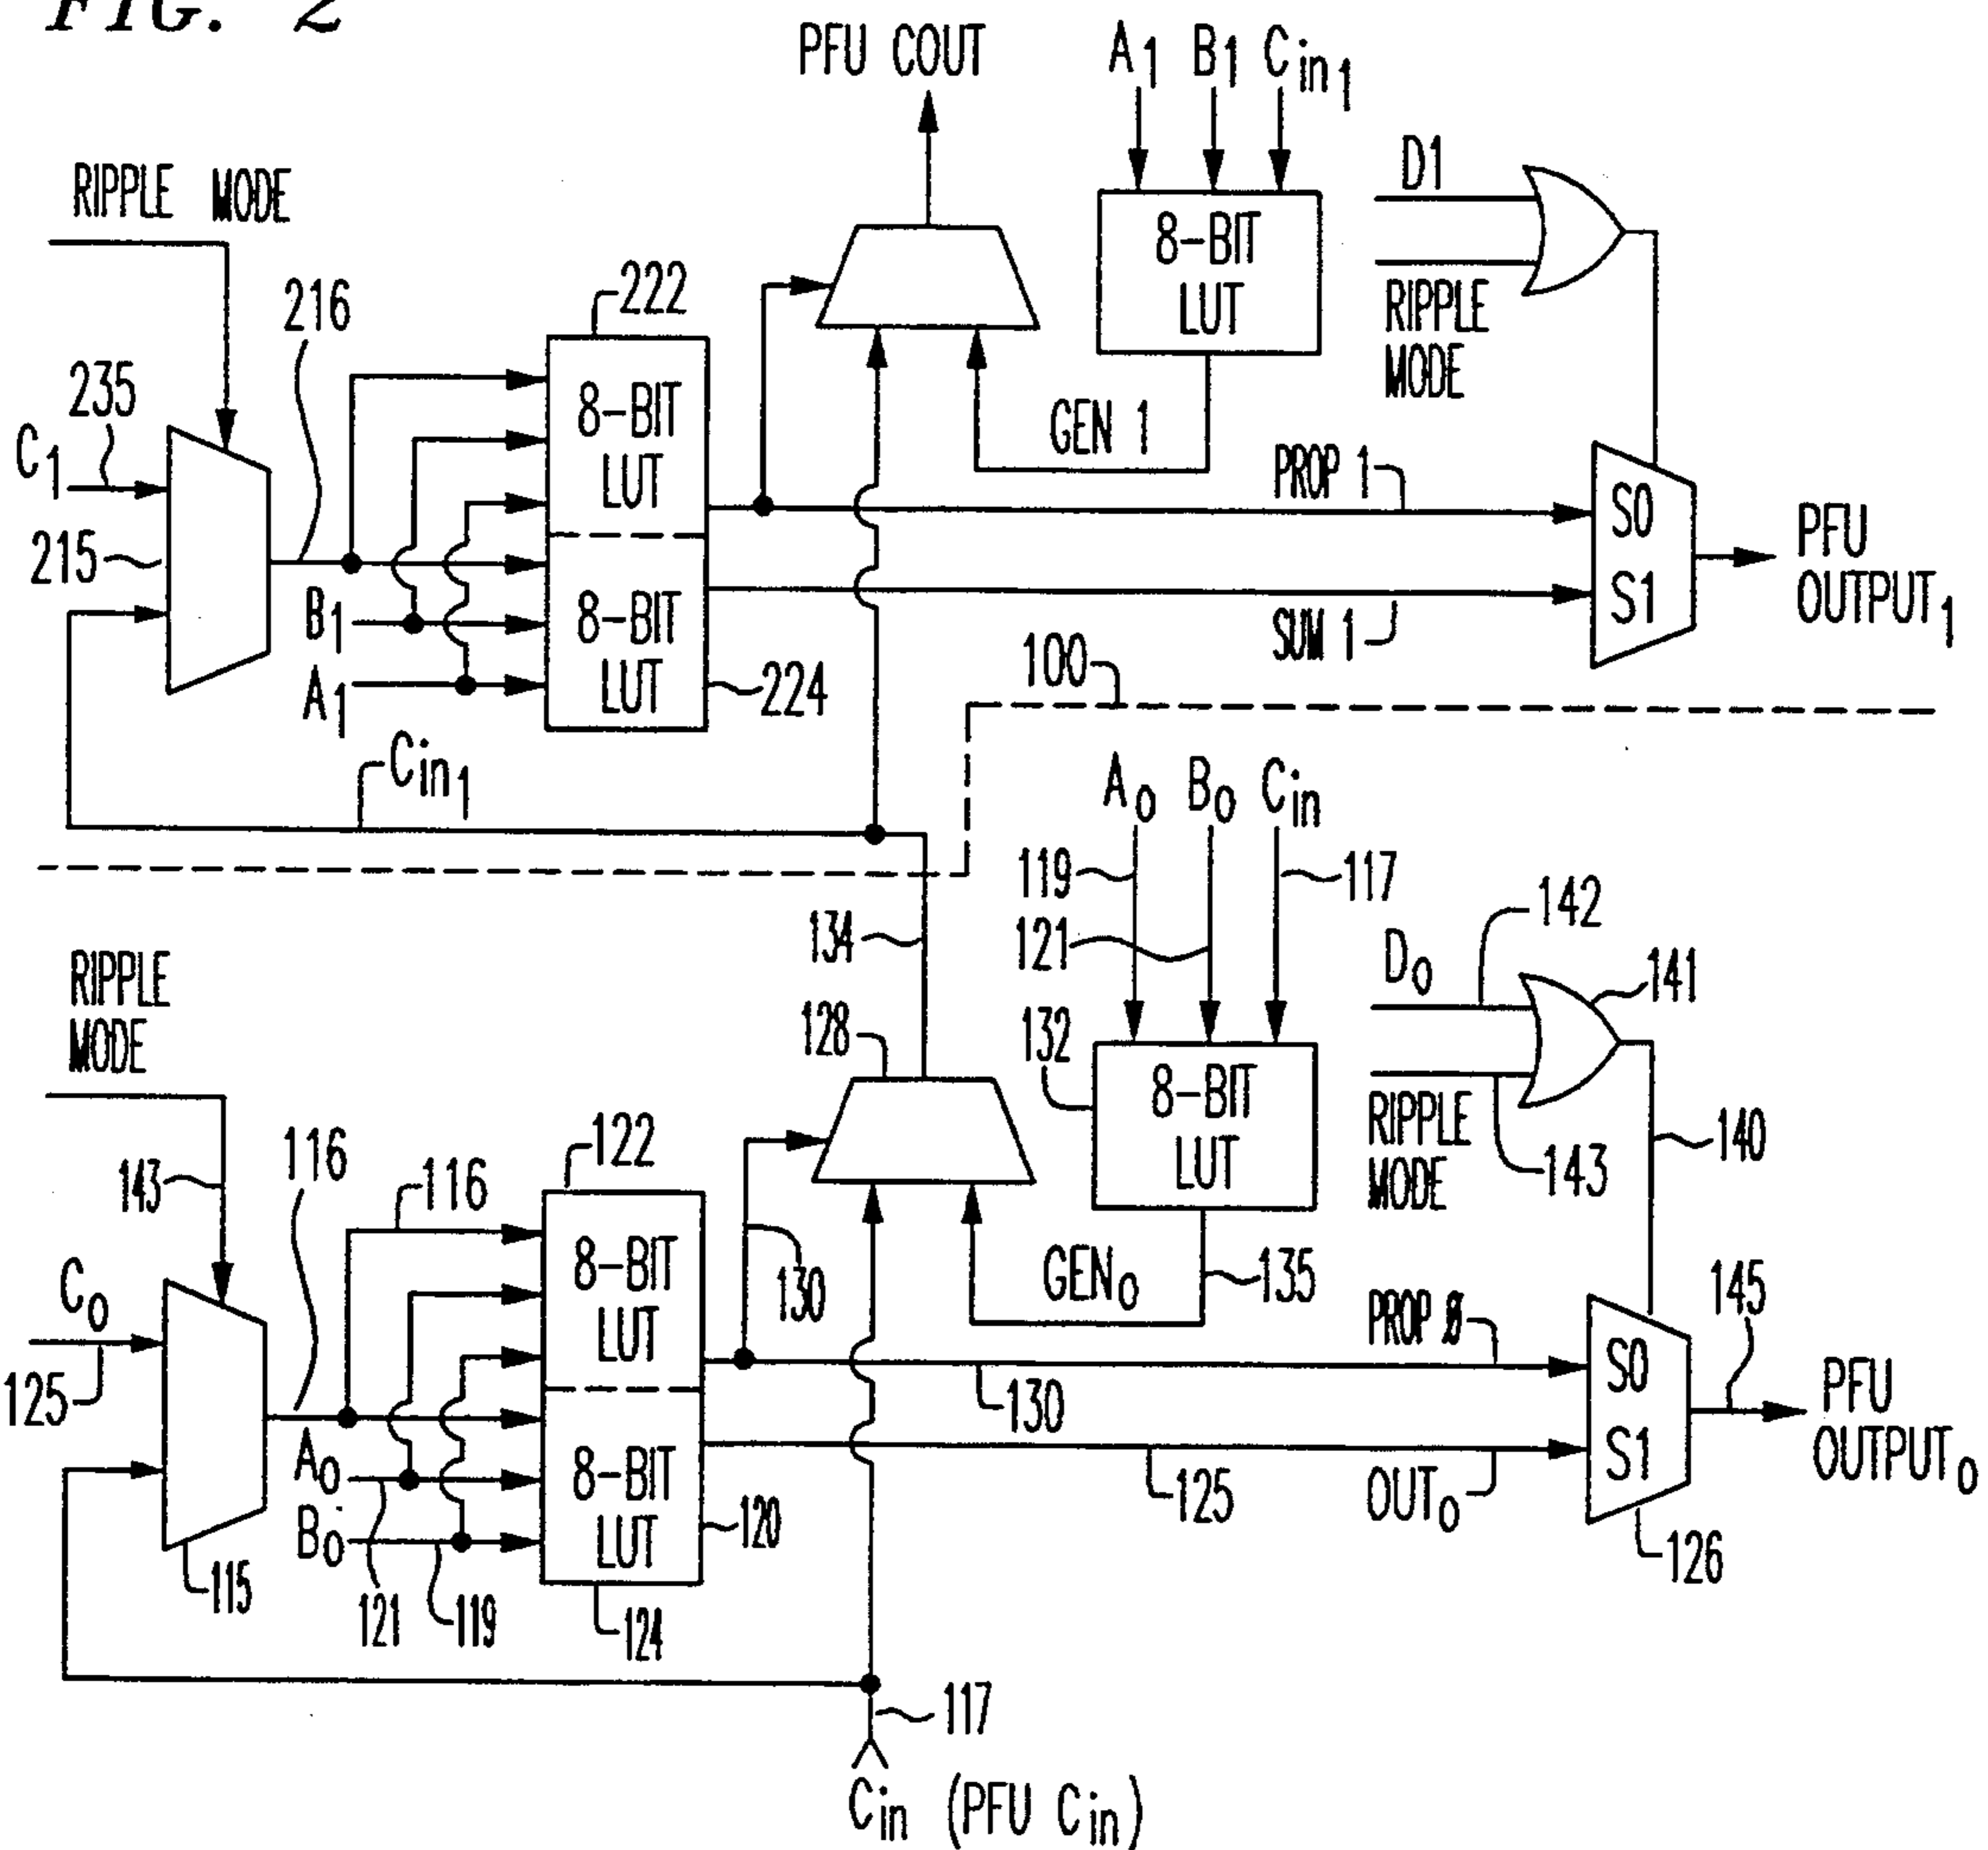 FIG. 2
PFU COUT
A1 B1 Cin1
RIPPLE MODE
D1
8-BIT
LUT
RIPPLE
MODE
216
222
235
C1
215
8-BIT
LUT
8-BIT
LUT
B1
A1
224
GEN 1
PROP 1
SUM 1
S0
S1
PFU
OUTPUT1
100
Cin1
A0 B0 Cin
119
121
117
134
RIPPLE
MODE
143
128
132
8-BIT
LUT
D0
142
141
RIPPLE
MODE
143
140
116
116
122
C0
125
8-BIT
LUT
8-BIT
LUT
130
GEN0
135
PROP 0
130
125
OUT0
S0
S1
145
PFU
OUTPUT0
126
A0
B0
115
121
119
124
120
117
Cin (PFU Cin)